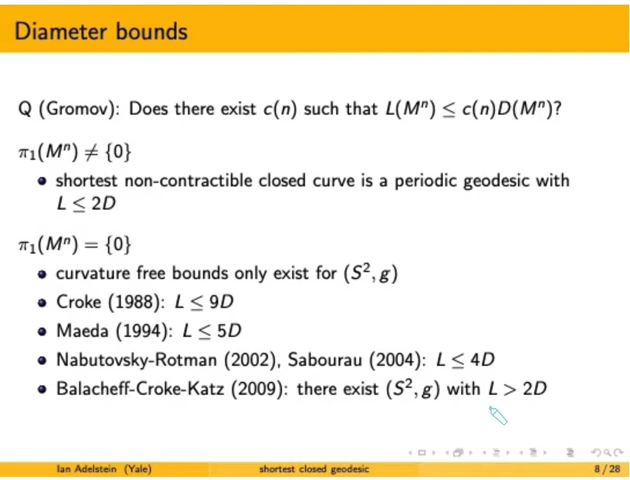 Diameter bounds
Q (Gromov): Does there exist c(n) such that L(Mⁿ) ≤ c(n)D(Mⁿ)?
π₁(Mⁿ) ≠ {0}
• shortest non-contractible closed curve is a periodic geodesic with
L ≤ 2D
π₁(Mⁿ) = {0}
• curvature free bounds only exist for (S², g)
• Croke (1988): L ≤ 9D
• Maeda (1994): L ≤ 5D
• Nabutovsky-Rotman (2002), Sabourau (2004): L ≤ 4D
• Balacheff-Croke-Katz (2009): there exist (S², g) with L > 2D
Ian Adelstein (Yale) shortest closed geodesic 8 / 28